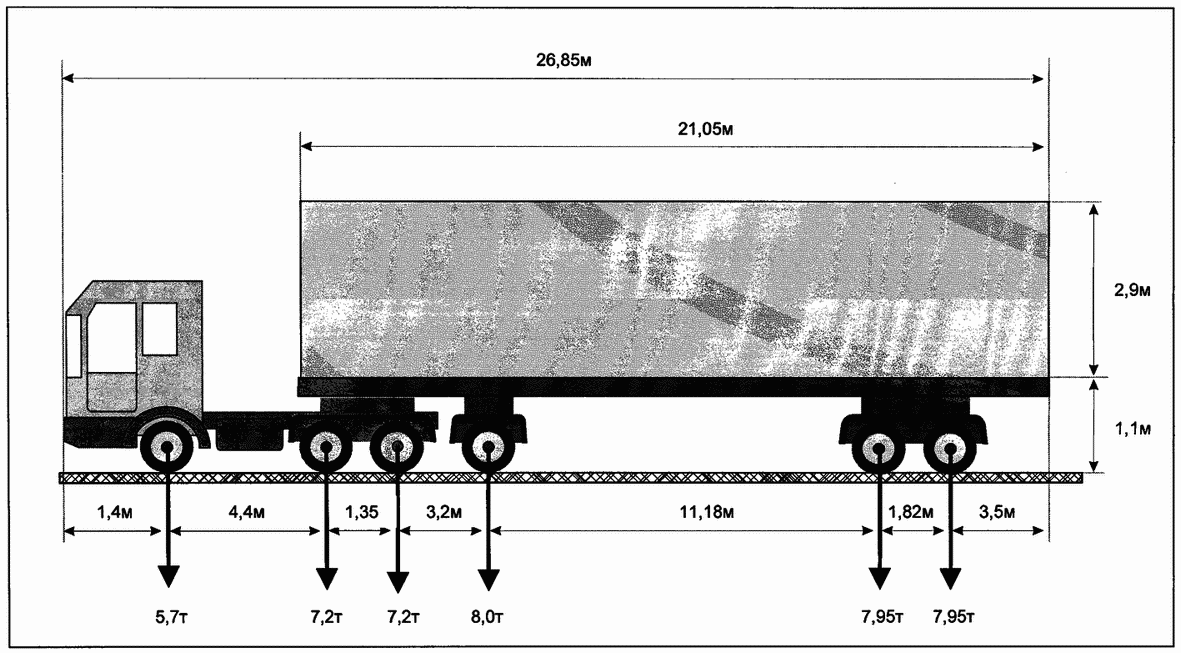 26,85м
21,05м
2,9м
1,1м
1,4м 4,4м 1,35 3,2м 11,18м 1,82м 3,5м
5,7т 7,2т 7,2т 8,0т 7,95т 7,95т